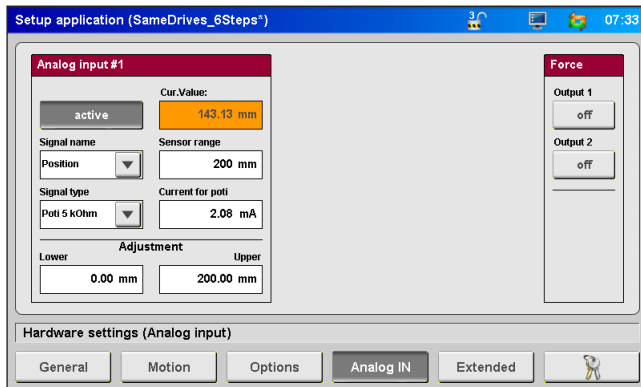 Setup application (SameDrives_6Steps*)
3
07:33
Analog input #1
Cur.Value:
active
143.13 mm
Signal name
Sensor range
Position
200 mm
Signal type
Current for poti
Poti 5 kOhm
2.08 mA
Adjustment
Lower
Upper
0.00 mm
200.00 mm
Force
Output 1
off
Output 2
off
Hardware settings (Analog input)
General
Motion
Options
Analog IN
Extended